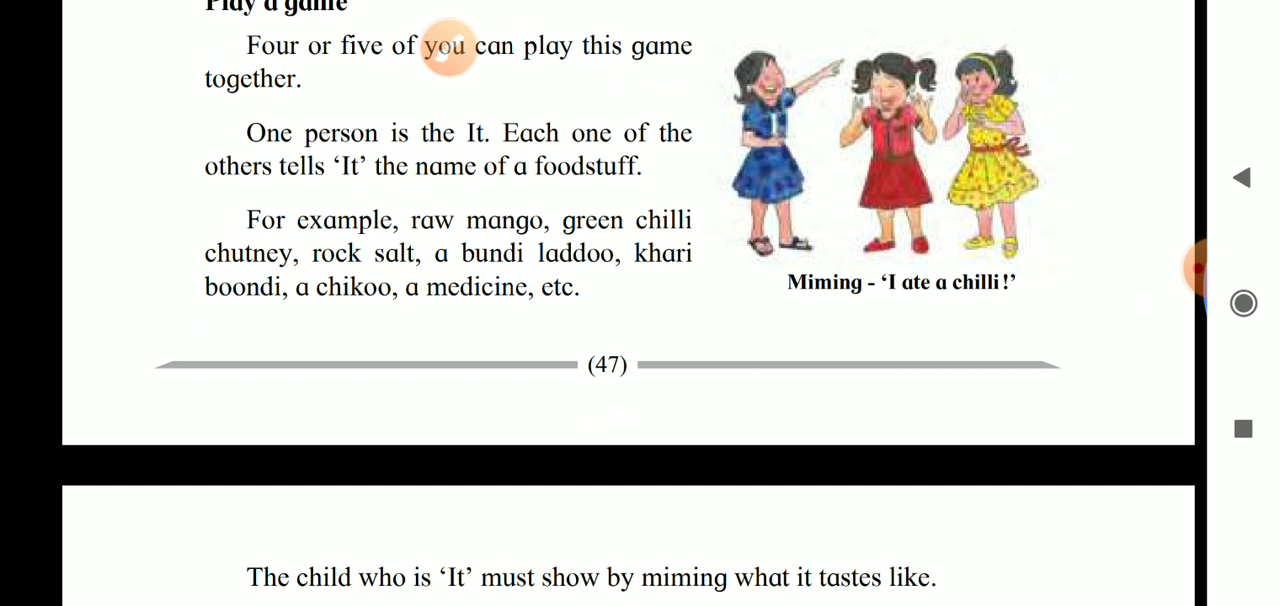 Play a game
Four or five of you can play this game
together.
One person is the It. Each one of the
others tells ‘It’ the name of a foodstuff.
For example, raw mango, green chilli
chutney, rock salt, a bundi laddoo, khari
boondi, a chikoo, a medicine, etc.
Miming - ‘I ate a chilli!’
(47)
The child who is ‘It’ must show by miming what it tastes like.